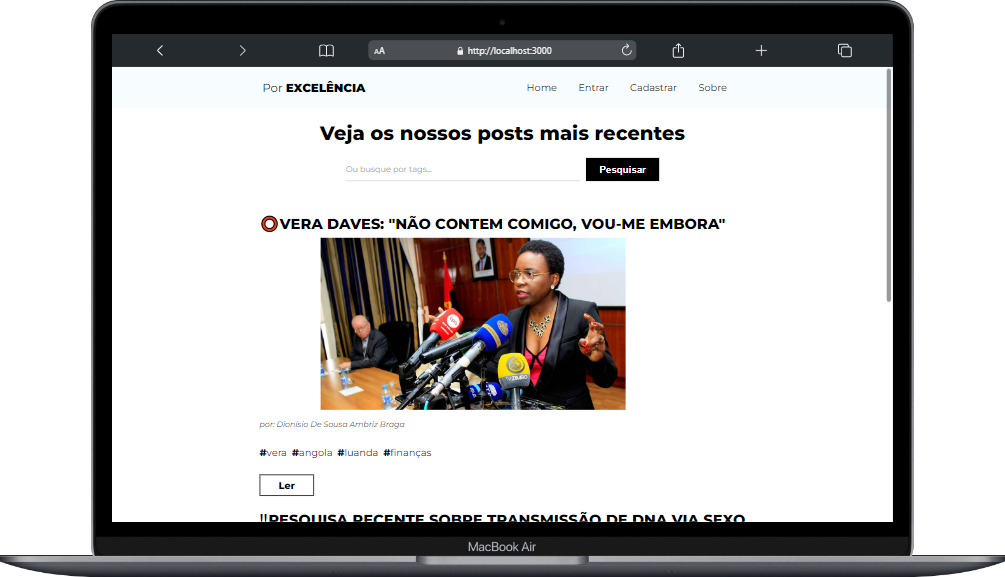 AA http://localhost:3000
Por EXCELÊNCIA Home Entrar Cadastrar Sobre
Veja os nossos posts mais recentes
Ou busque por tags... Pesquisar
VERA DAVES: "NÃO CONTEM COMIGO, VOU-ME EMBORA"
ZIMBO
por: Dionísio De Sousa Ambriz Braga
#vera #angola #luanda #finanças
Ler
‼PESQUISA RECENTE SOBRE TRANSMISSÃO DE DNA VIA SEXO
MacBook Air